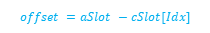 offset = aSlot - cSlot[Idx]